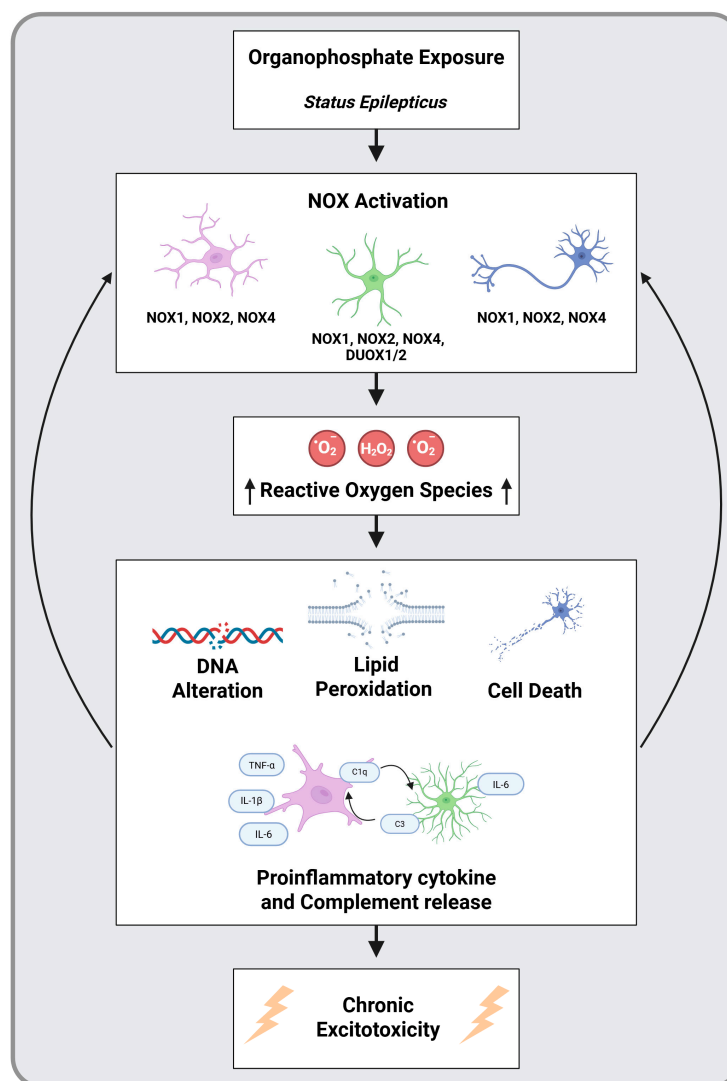 Organophosphate Exposure
Status Epilepticus
NOX Activation
NOX1, NOX2, NOX4
NOX1, NOX2, NOX4,
DUOX1/2
NOX1, NOX2, NOX4
•O₂⁻ H₂O₂ •O₂⁻
↑ Reactive Oxygen Species ↑
DNA
Alteration
Lipid
Peroxidation
Cell Death
TNF-α
IL-1β
IL-6
C1q
C3
IL-6
Proinflammatory cytokine
and Complement release
Chronic
Excitotoxicity